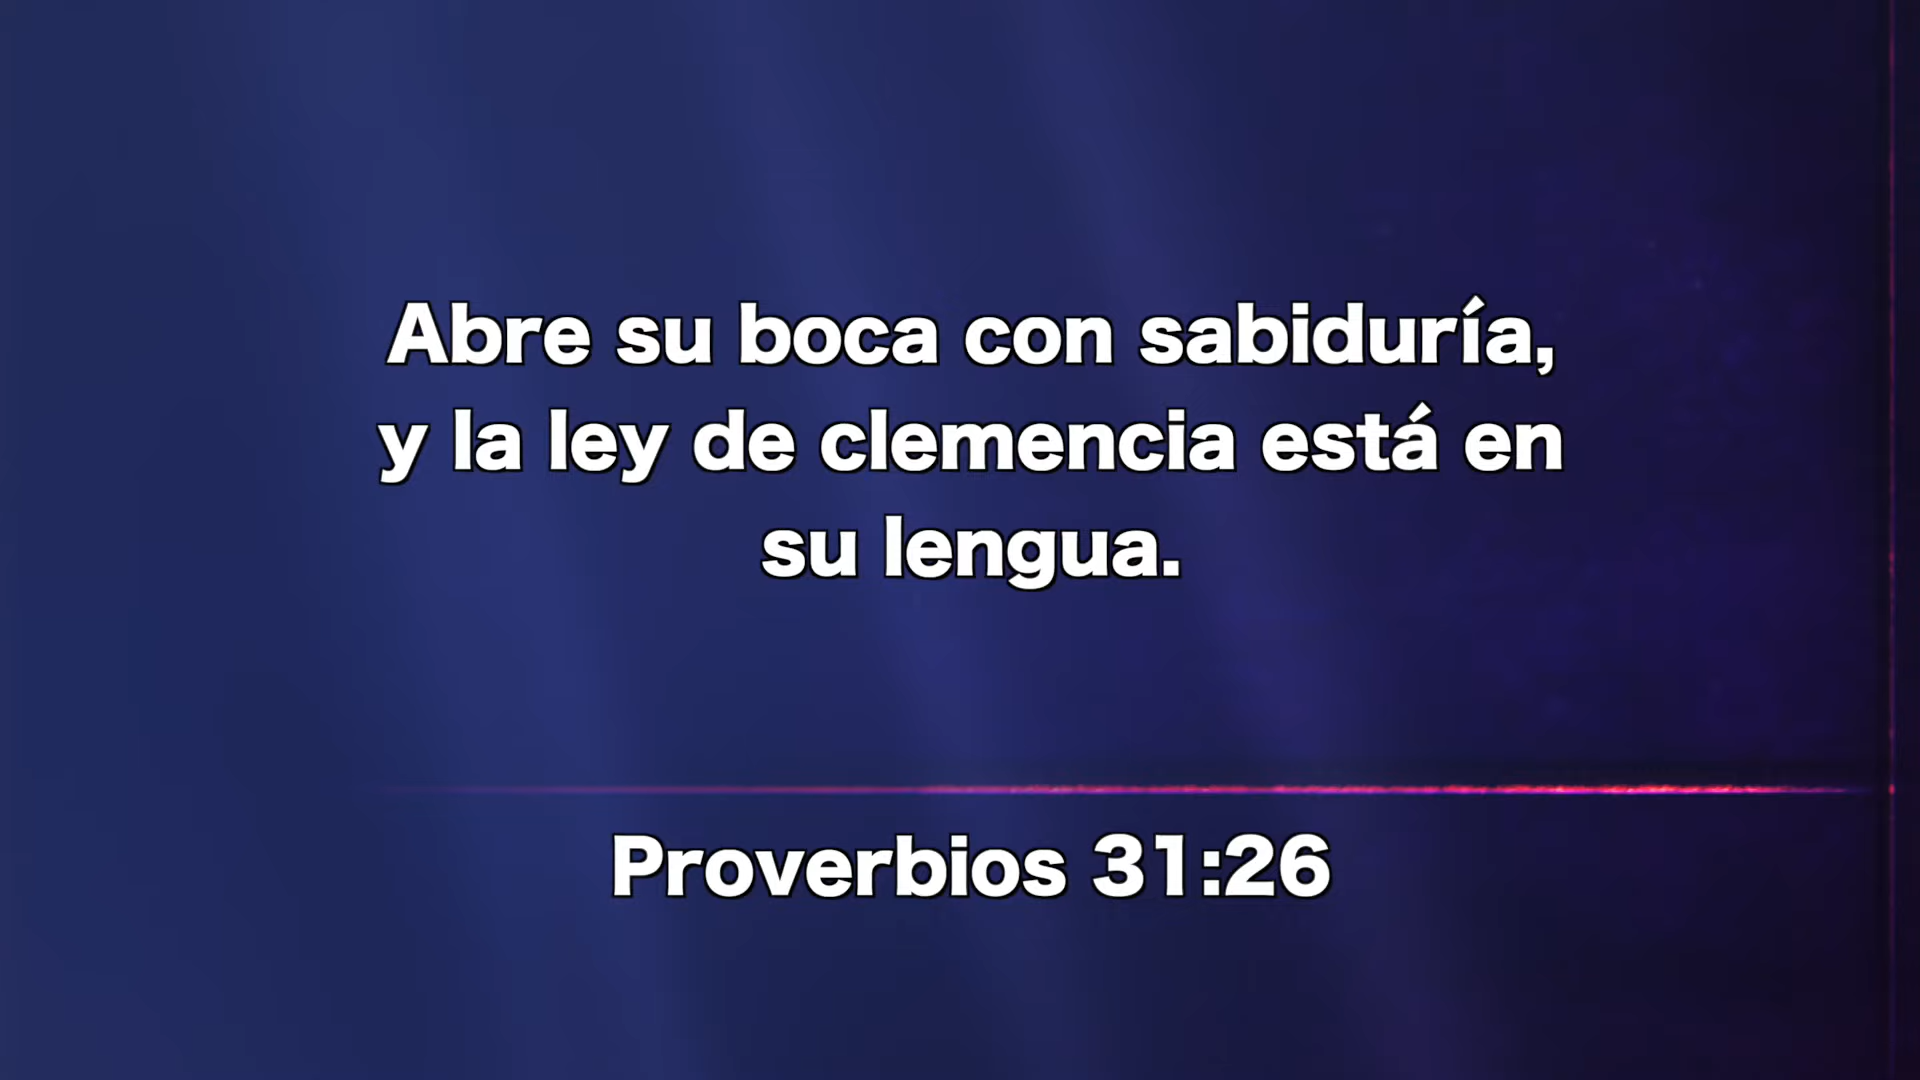 Abre su boca con sabiduría,
y la ley de clemencia está en
su lengua.
Proverbios 31:26